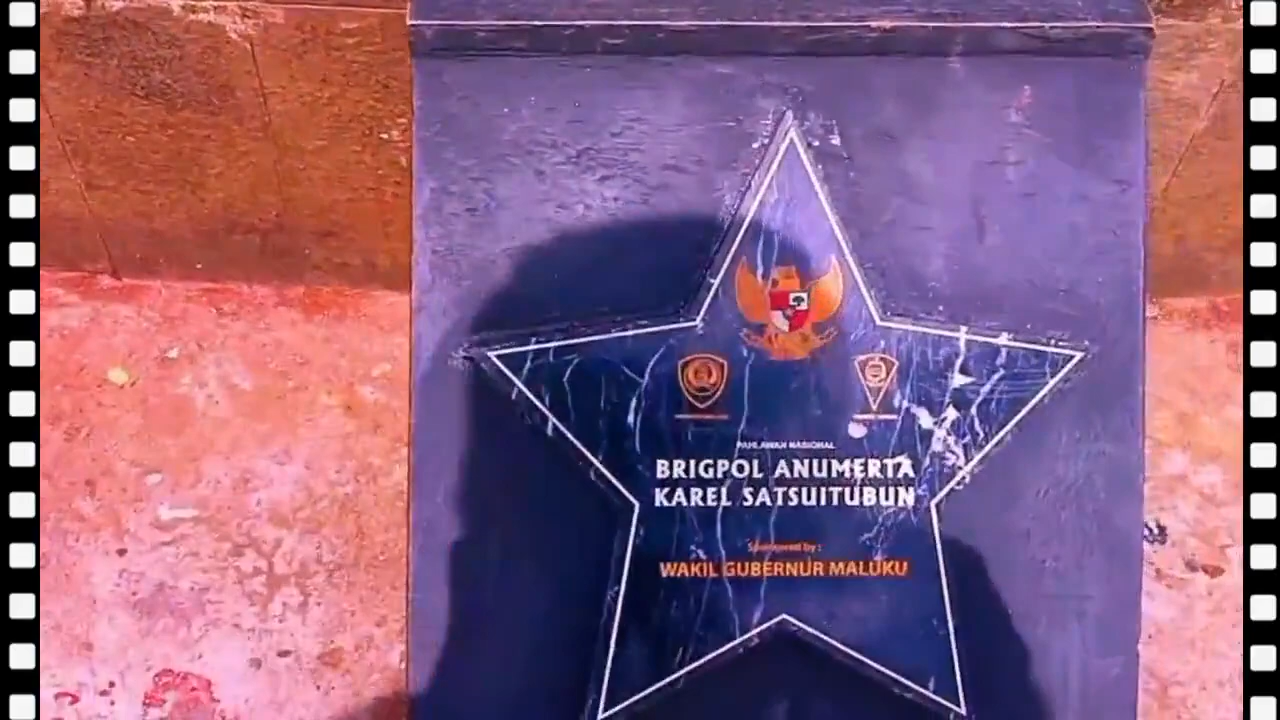 PAHLAWAN NASIONAL
BRIGPOL ANUMERTA
KAREL SATSUITUBUN
Sponsored by :
WAKIL GUBERNUR MALUKU